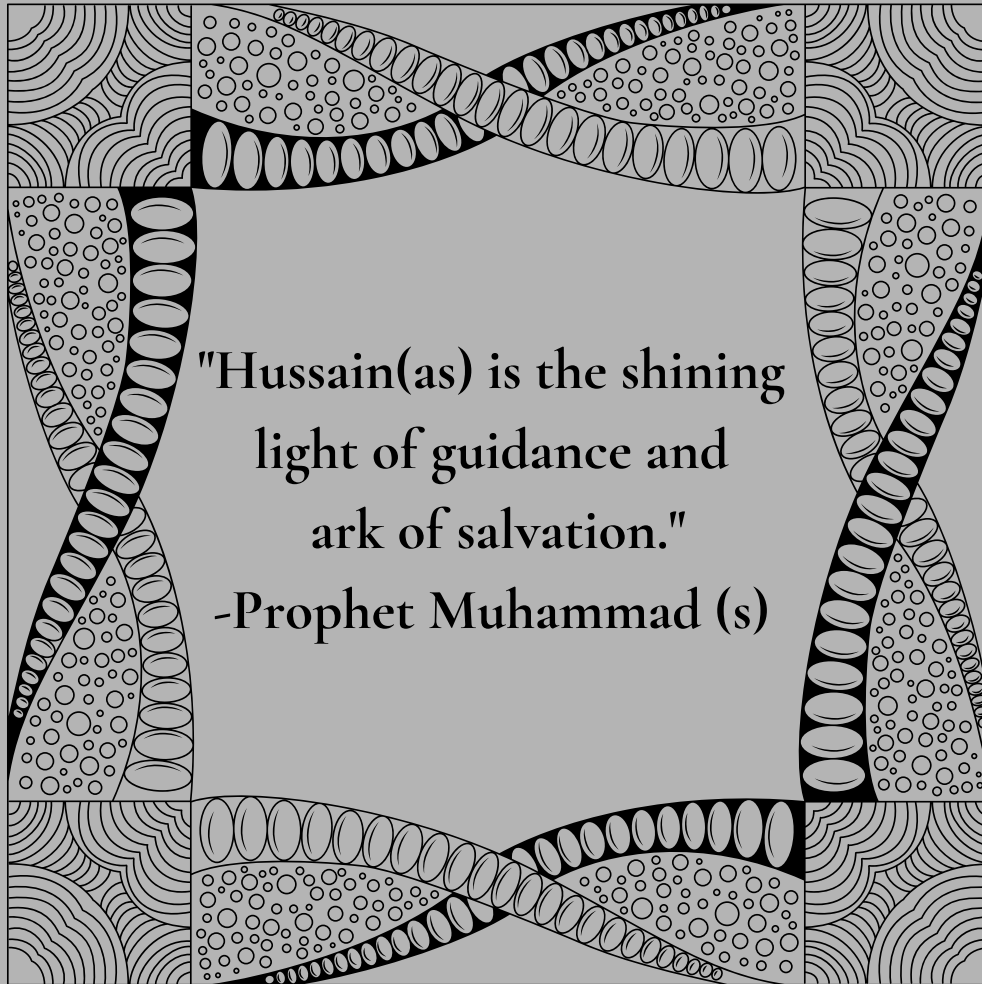 "Hussain(as) is the shining
light of guidance and
ark of salvation."
-Prophet Muhammad (s)